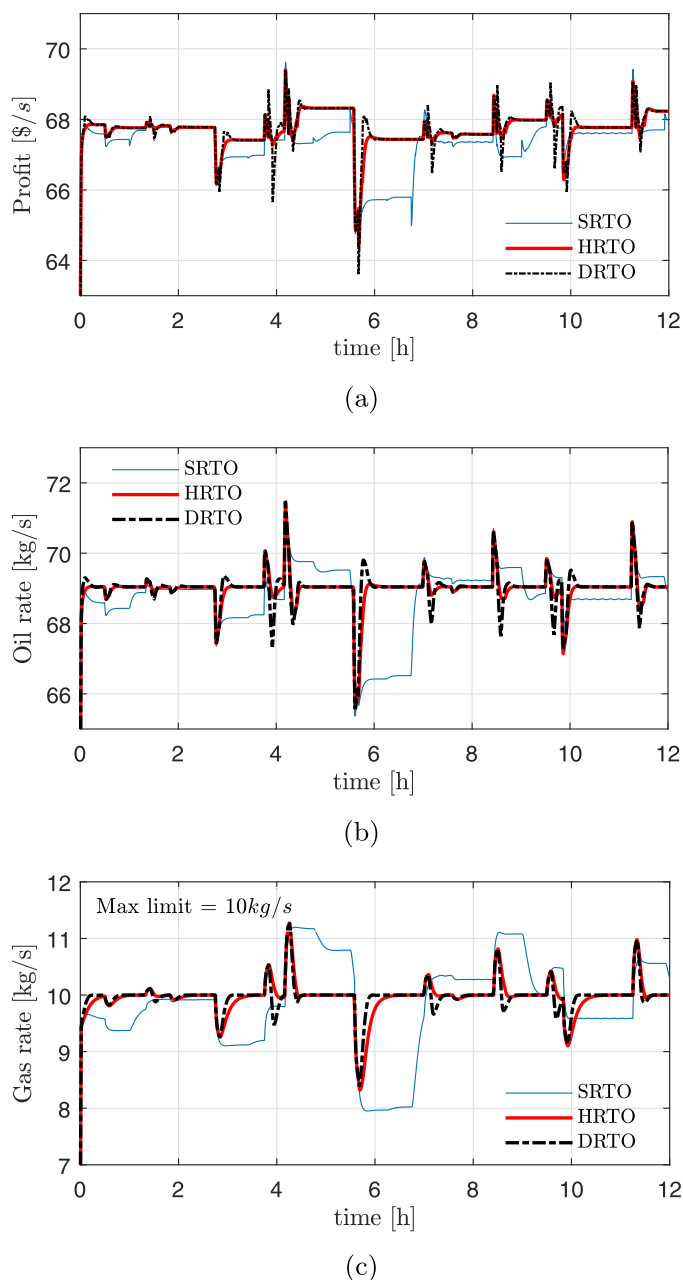 70
68
66
64
Profit [$/s]
SRTO
HRTO
DRTO
0 2 4 6 8 10 12
time [h]
(a)
72
70
68
66
Oil rate [kg/s]
SRTO
HRTO
DRTO
0 2 4 6 8 10 12
time [h]
(b)
12
11
10
9
8
7
Gas rate [kg/s]
Max limit = 10kg/s
SRTO
HRTO
DRTO
0 2 4 6 8 10 12
time [h]
(c)